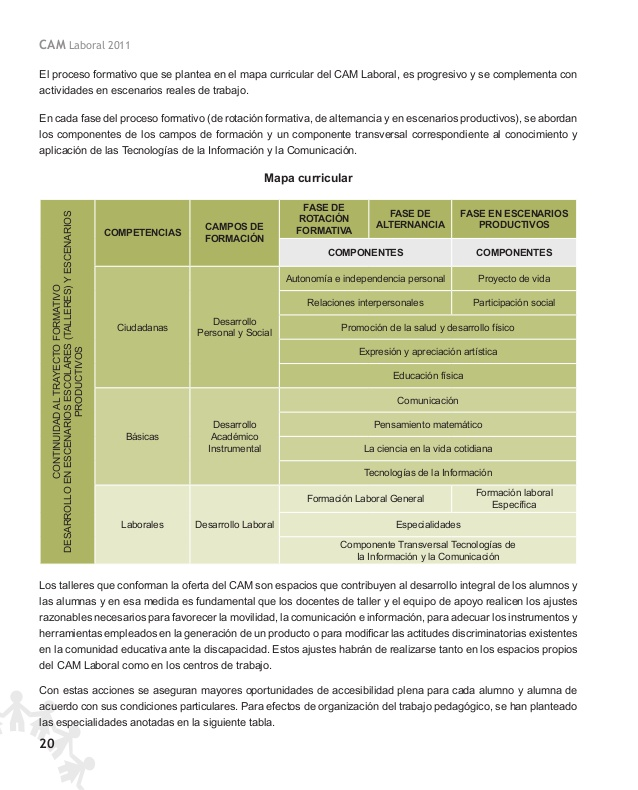 CAM Laboral 2011
El proceso formativo que se plantea en el mapa curricular del CAM Laboral, es progresivo y se complementa con
actividades en escenarios reales de trabajo.
En cada fase del proceso formativo (de rotación formativa, de alternancia y en escenarios productivos), se abordan
los componentes de los campos de formación y un componente transversal correspondiente al conocimiento y
aplicación de las Tecnologías de la Información y la Comunicación.
Mapa curricular
CONTINUIDAD AL TRAYECTO FORMATIVO
DESARROLLO EN ESCENARIOS ESCOLARES (TALLERES) Y ESCENARIOS
PRODUCTIVOS
COMPETENCIAS
CAMPOS DE
FORMACIÓN
FASE DE
ROTACIÓN
FORMATIVA
FASE DE
ALTERNANCIA
FASE EN ESCENARIOS
PRODUCTIVOS
COMPONENTES
COMPONENTES
Ciudadanas
Desarrollo
Personal y Social
Autonomía e independencia personal
Proyecto de vida
Relaciones interpersonales
Participación social
Promoción de la salud y desarrollo físico
Expresión y apreciación artística
Educación física
Básicas
Desarrollo
Académico
Instrumental
Comunicación
Pensamiento matemático
La ciencia en la vida cotidiana
Tecnologías de la Información
Laborales
Desarrollo Laboral
Formación Laboral General
Formación laboral
Específica
Especialidades
Componente Transversal Tecnologías de
la Información y la Comunicación
Los talleres que conforman la oferta del CAM son espacios que contribuyen al desarrollo integral de los alumnos y
las alumnas y en esa medida es fundamental que los docentes de taller y el equipo de apoyo realicen los ajustes
razonables necesarios para favorecer la movilidad, la comunicación e información, para adecuar los instrumentos y
herramientas empleados en la generación de un producto o para modificar las actitudes discriminatorias existentes
en la comunidad educativa ante la discapacidad. Estos ajustes habrán de realizarse tanto en los espacios propios
del CAM Laboral como en los centros de trabajo.
Con estas acciones se aseguran mayores oportunidades de accesibilidad plena para cada alumno y alumna de
acuerdo con sus condiciones particulares. Para efectos de organización del trabajo pedagógico, se han planteado
las especialidades anotadas en la siguiente tabla.
20